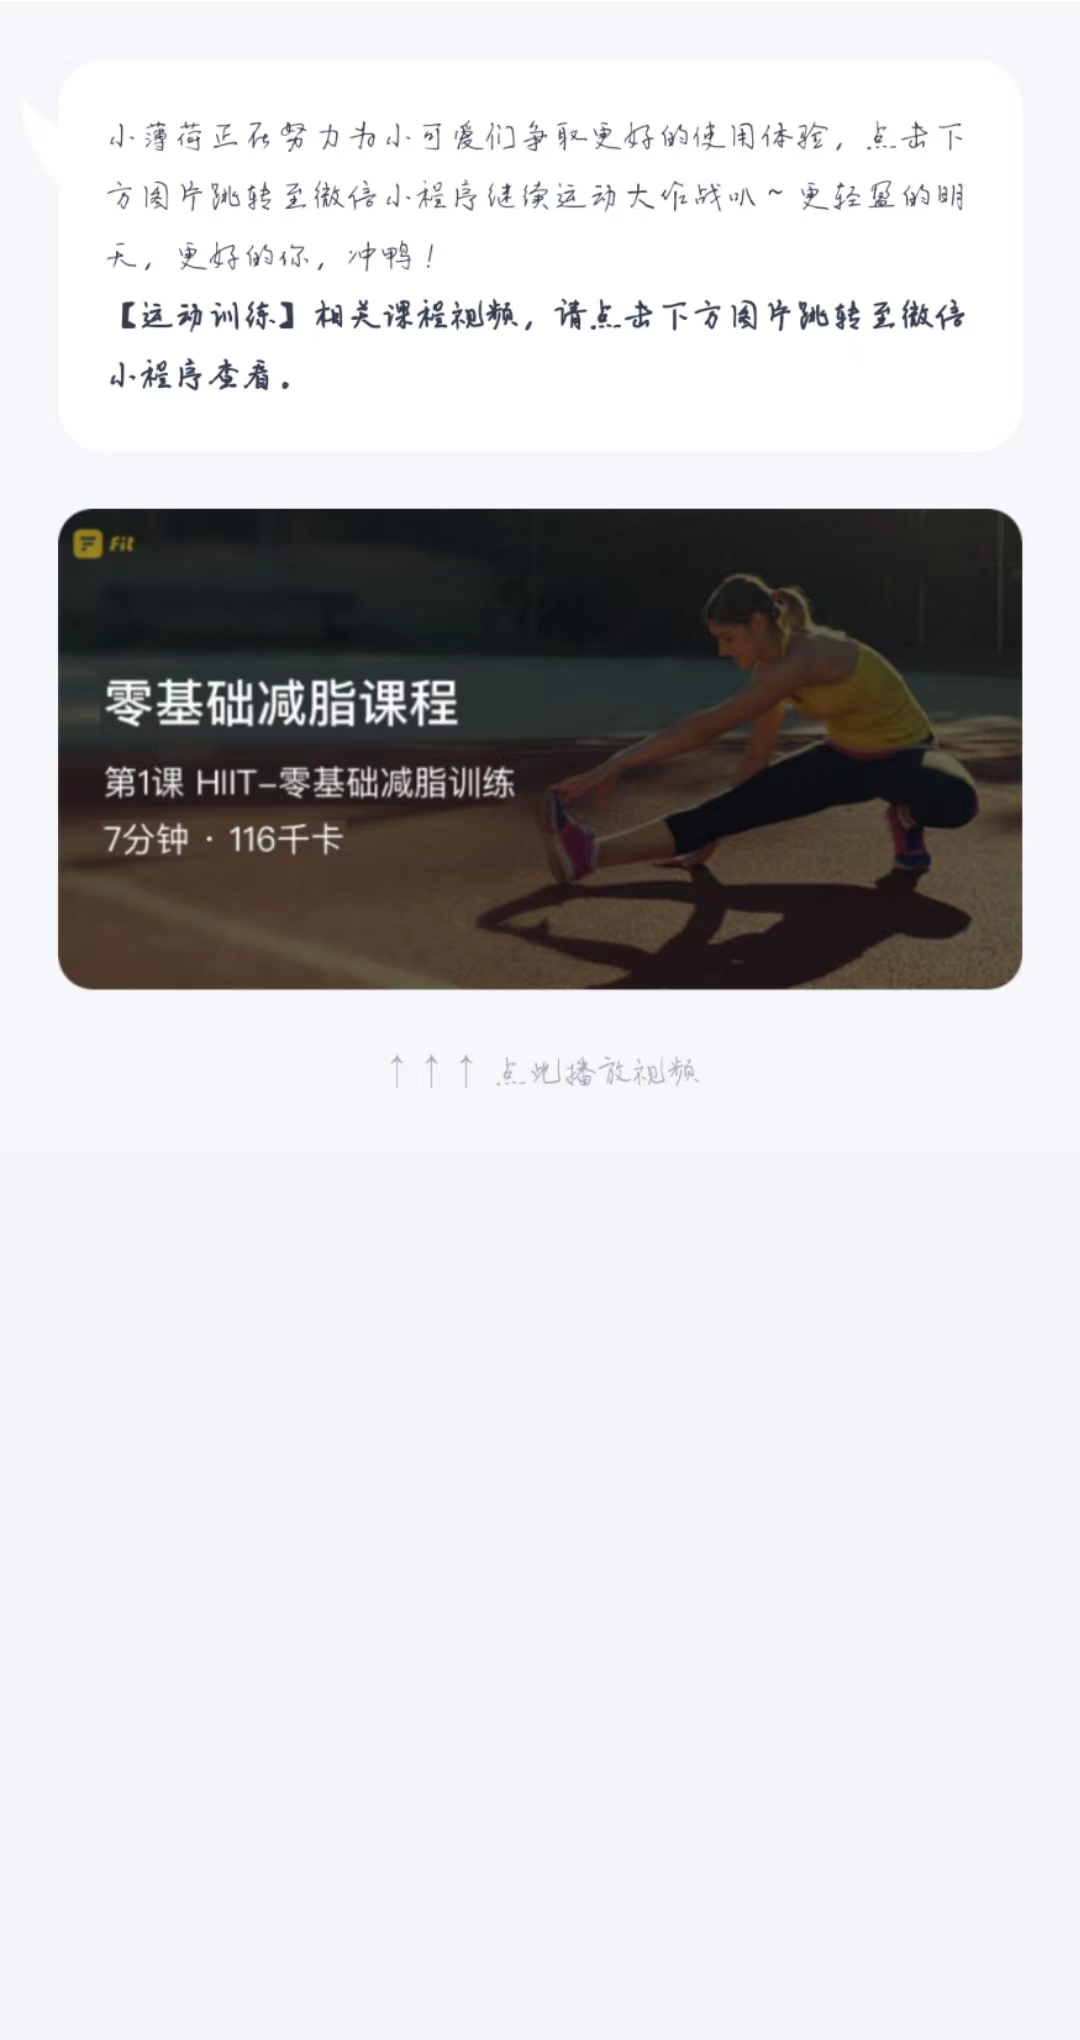 小薄荷正在努力为小可爱们争取更好的使用体验，点击下
方图片跳转至微信小程序继续运动大作战叭~更轻盈的明
天，更好的你，冲鸭！
【运动训练】相关课程视频，请点击下方图片跳转至微信
小程序查看。
Fit
零基础减脂课程
第1课 HIIT-零基础减脂训练
7分钟 · 116千卡
↑ ↑ ↑ 点此播放视频